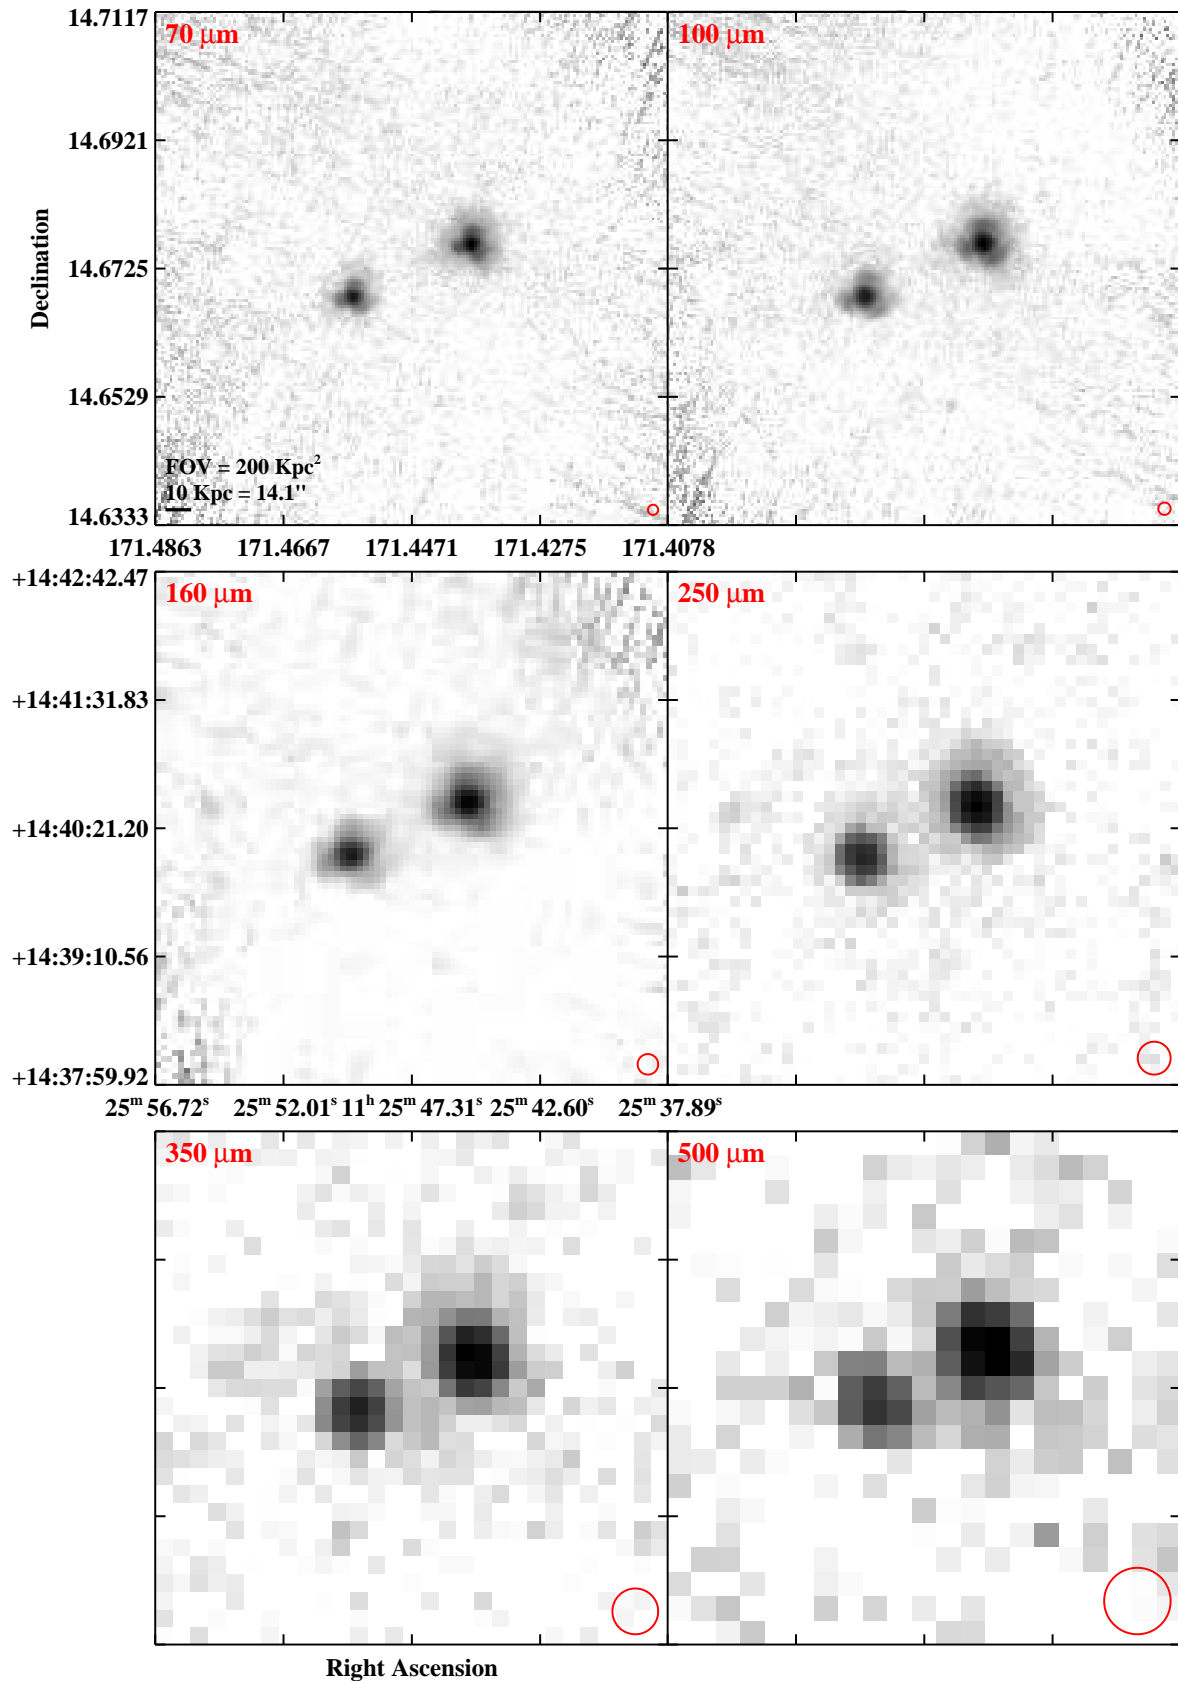 14.7117
70 μm
100 μm
14.6921
Declination
14.6725
14.6529
FOV = 200 Kpc²
10 Kpc = 14.1"
14.6333
171.4863 171.4667 171.4471 171.4275 171.4078
+14:42:42.47
160 μm
250 μm
+14:41:31.83
+14:40:21.20
+14:39:10.56
+14:37:59.92
25ᵐ 56.72ˢ 25ᵐ 52.01ˢ 11ʰ 25ᵐ 47.31ˢ 25ᵐ 42.60ˢ 25ᵐ 37.89ˢ
350 μm
500 μm
Right Ascension